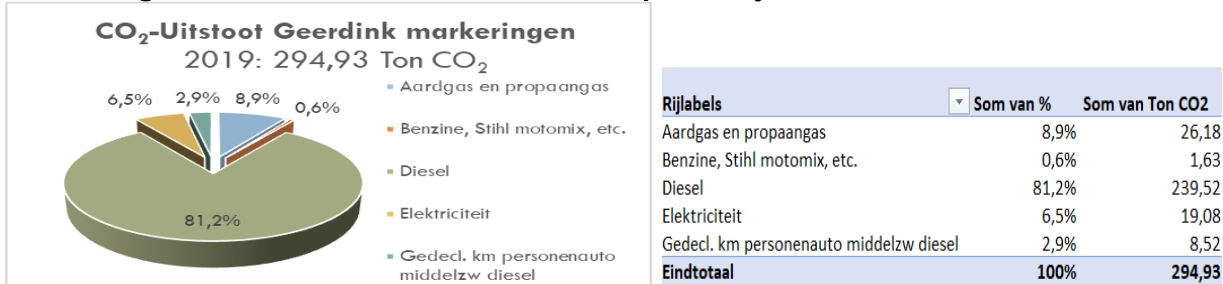 CO₂-Uitstoot Geerdink markeringen
2019: 294,93 Ton CO₂
6,5%
2,9%
8,9%
0,6%
81,2%
Aardgas en propaangas
Benzine, Stihl motomix, etc.
Diesel
Elektriciteit
Gedecl. km personenauto
middelzw diesel
Rijlabels Som van % Som van Ton CO2
Aardgas en propaangas 8,9% 26,18
Benzine, Stihl motomix, etc. 0,6% 1,63
Diesel 81,2% 239,52
Elektriciteit 6,5% 19,08
Gedecl. km personenauto middelzw diesel 2,9% 8,52
Eindtotaal 100% 294,93